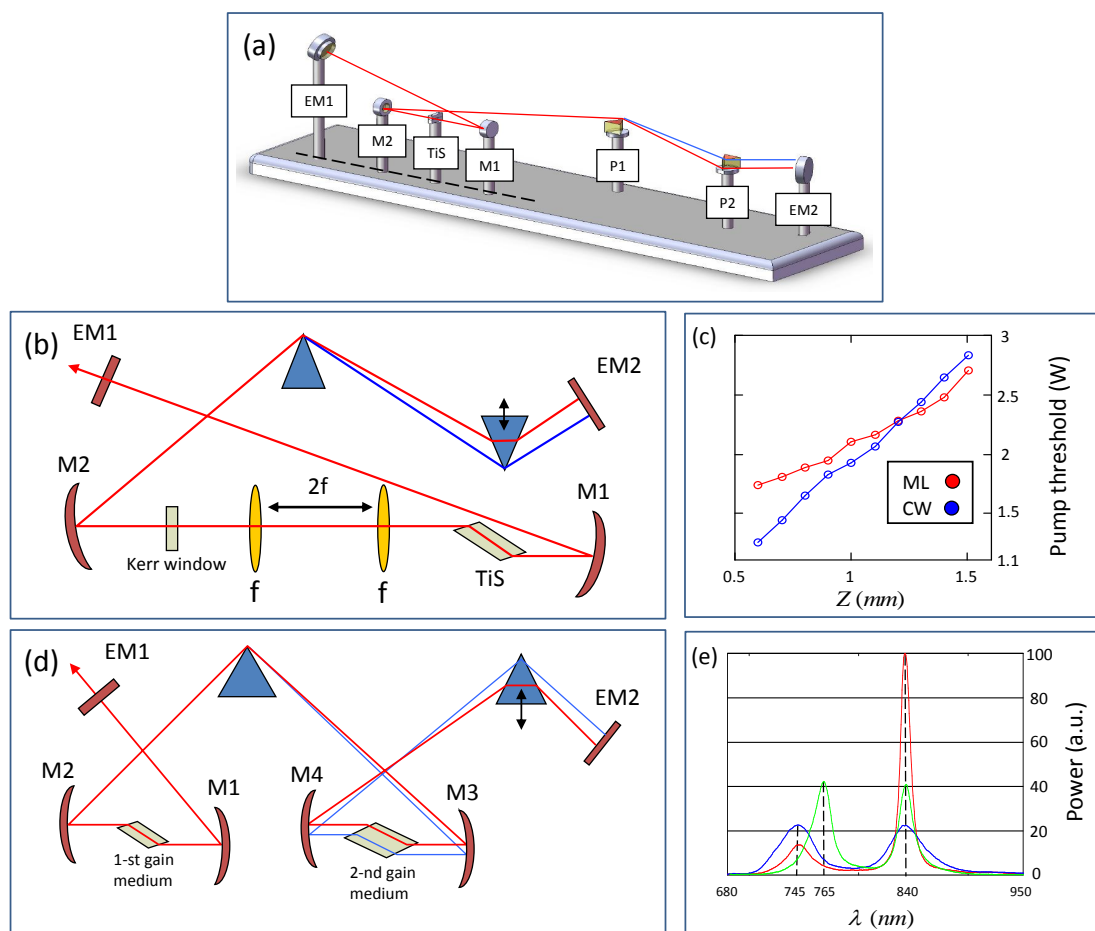 (a)
EM1
M2
TiS
M1
P1
P2
EM2
(b)
EM1
EM2
M2
2f
M1
Kerr window
f
f
TiS
(c)
3
2.5
2
1.5
1.1
0.5
1
1.5
Z (mm)
Pump threshold (W)
ML
CW
(d)
EM1
EM2
M2
M1
M4
M3
1-st gain
medium
2-nd gain
medium
(e)
100
80
60
40
20
0
680
745
765
840
950
λ (nm)
Power (a.u.)